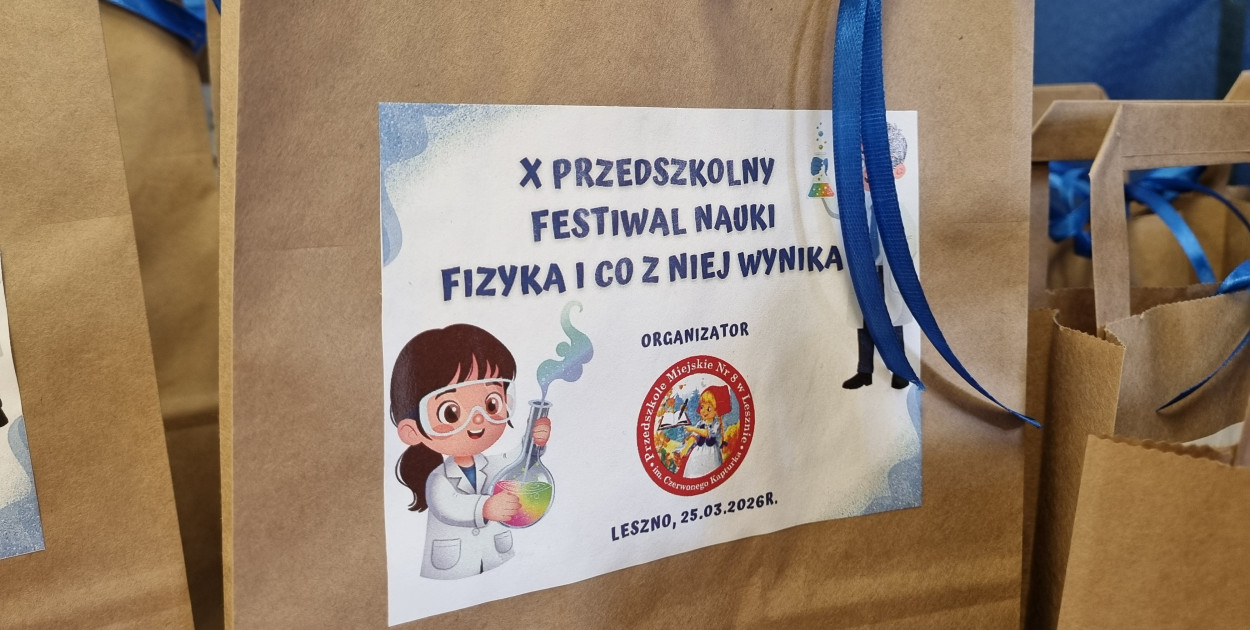 X PRZEDSZKOLNY
FESTIWAL NAUKI
FIZYKA I CO Z NIEJ WYNIKA
ORGANIZATOR
Przedszkole Miejskie Nr 8 w Lesznie
im. Czerwonego Kapturka
LESZNO, 25.03.2026R.